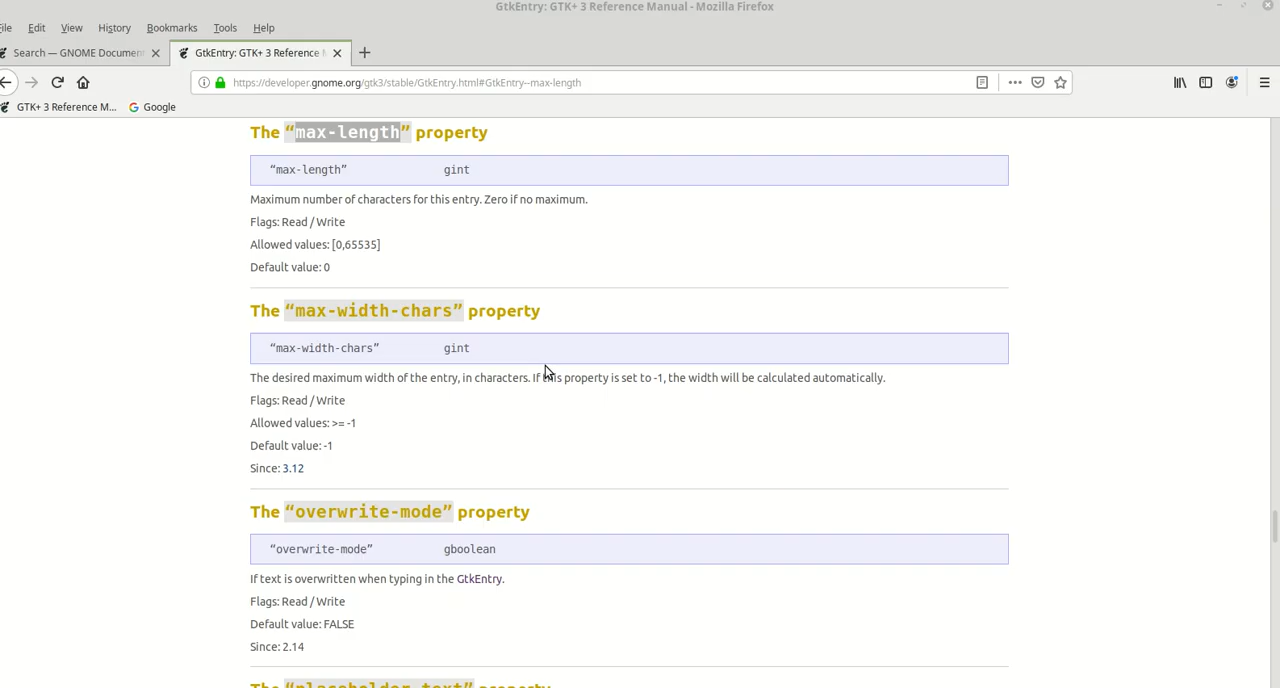 GtkEntry: GTK+ 3 Reference Manual - Mozilla Firefox
File Edit View History Bookmarks Tools Help
Search — GNOME Documen
GtkEntry: GTK+ 3 Reference M
https://developer.gnome.org/gtk3/stable/GtkEntry.html#GtkEntry--max-length
GTK+ 3 Reference M... Google
The “max-length” property
“max-length” gint
Maximum number of characters for this entry. Zero if no maximum.
Flags: Read / Write
Allowed values: [0,65535]
Default value: 0
The “max-width-chars” property
“max-width-chars” gint
The desired maximum width of the entry, in characters. If this property is set to -1, the width will be calculated automatically.
Flags: Read / Write
Allowed values: >= -1
Default value: -1
Since: 3.12
The “overwrite-mode” property
“overwrite-mode” gboolean
If text is overwritten when typing in the GtkEntry.
Flags: Read / Write
Default value: FALSE
Since: 2.14
The “placeholder-text” property